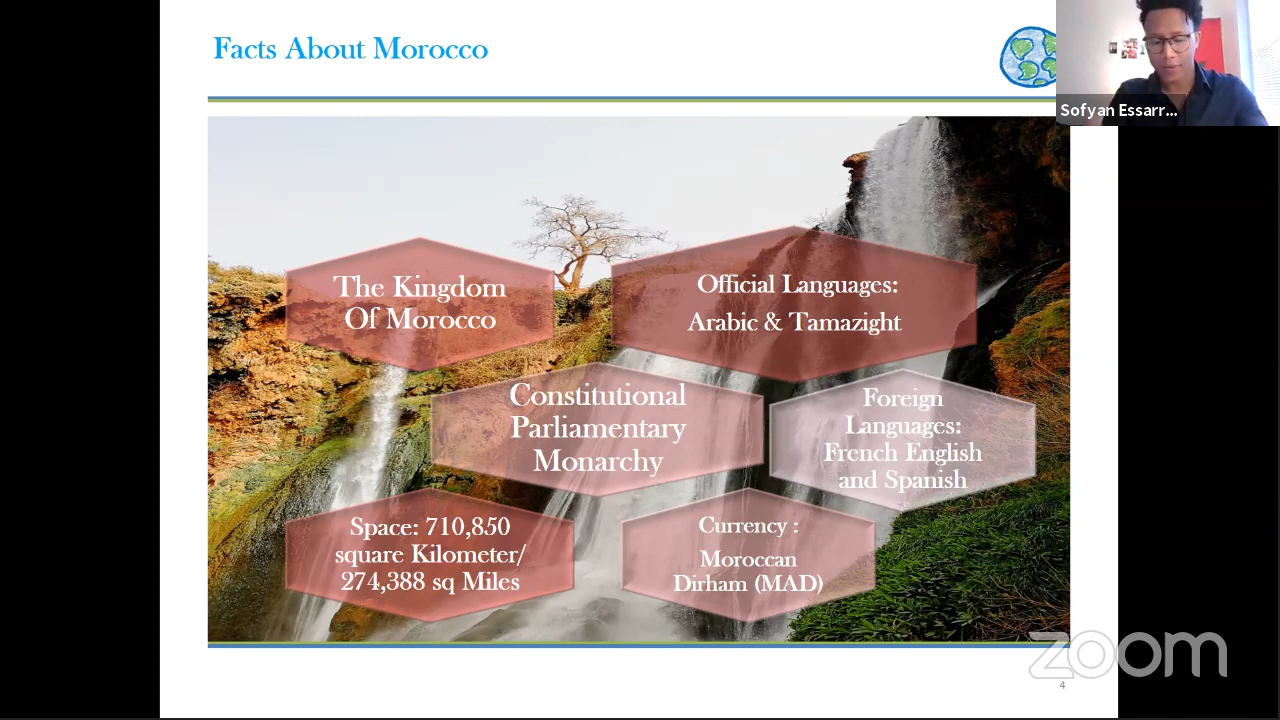 Facts About Morocco
Sofyan Essarr...
The Kingdom
Of Morocco
Official Languages:
Arabic & Tamazight
Constitutional
Parliamentary
Monarchy
Foreign
Languages:
French English
and Spanish
Space: 710,850
square Kilometer/
274,388 sq Miles
Currency :
Moroccan
Dirham (MAD)
zoom
4